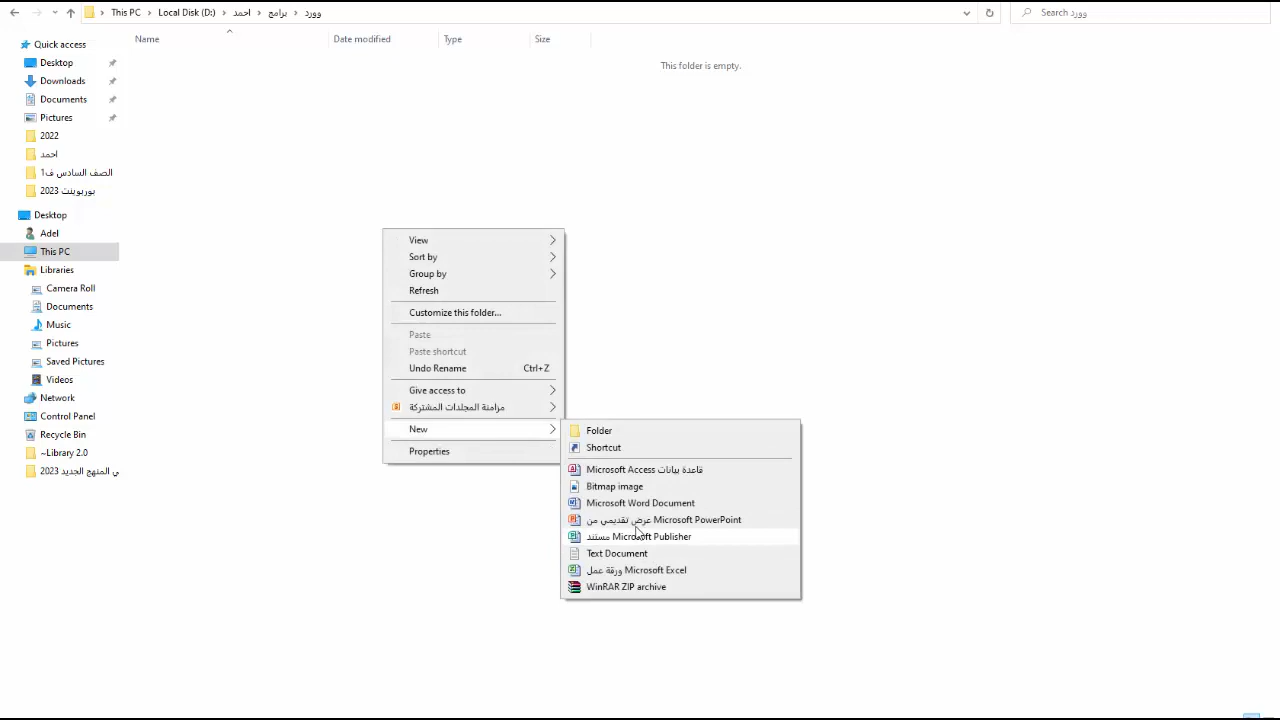 This PC > Local Disk (D:) > احمد > برامج > وورد
Search وورد
Name
Date modified
Type
Size
This folder is empty.
Quick access
Desktop
Downloads
Documents
Pictures
2022
احمد
الصف السادس ف1
بوربوينت 2023
Desktop
Adel
This PC
Libraries
Camera Roll
Documents
Music
Pictures
Saved Pictures
Videos
Network
Control Panel
Recycle Bin
~Library 2.0
ي المنهج الجديد 2023
View
Sort by
Group by
Refresh
Customize this folder...
Paste
Paste shortcut
Undo Rename Ctrl+Z
Give access to
مزامنة المجلدات المشتركة
New
Properties
Folder
Shortcut
قاعدة بيانات Microsoft Access
Bitmap image
Microsoft Word Document
عرض تقديمي من Microsoft PowerPoint
مستند Microsoft Publisher
Text Document
ورقة عمل Microsoft Excel
WinRAR ZIP archive